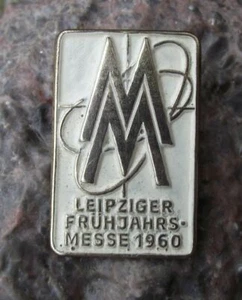 M
M
LEIPZIGER
FRÜHJAHRS-
MESSE 1960